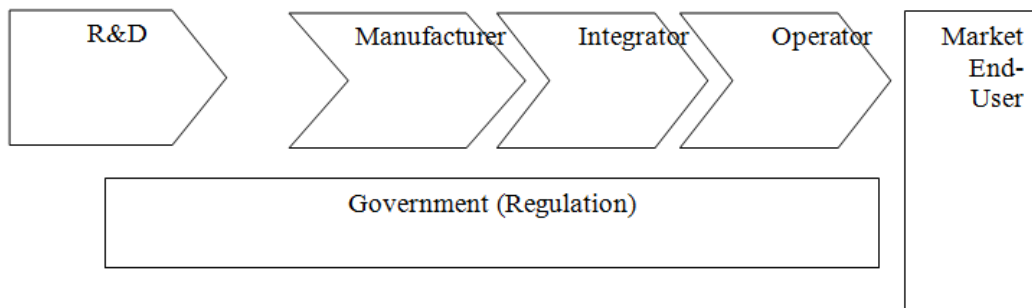 R&D
Manufacturer
Integrator
Operator
Market
End-
User
Government (Regulation)